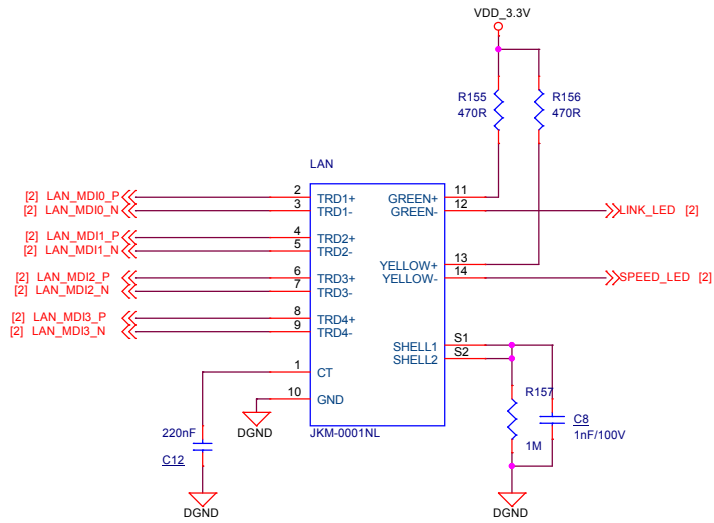 VDD_3.3V
R155
470R
R156
470R
LAN
[2] LAN_MDI0_P 2 TRD1+ GREEN+ 11
[2] LAN_MDI0_N 3 TRD1- GREEN- 12 LINK_LED [2]
[2] LAN_MDI1_P 4 TRD2+
[2] LAN_MDI1_N 5 TRD2-
YELLOW+ 13
[2] LAN_MDI2_P 6 TRD3+ YELLOW- 14 SPEED_LED [2]
[2] LAN_MDI2_N 7 TRD3-
[2] LAN_MDI3_P 8 TRD4+
[2] LAN_MDI3_N 9 TRD4-
SHELL1 S1
SHELL2 S2
1 CT
10 GND
R157
1M
C8
1nF/100V
DGND
JKM-0001NL
220nF
C12
DGND
DGND